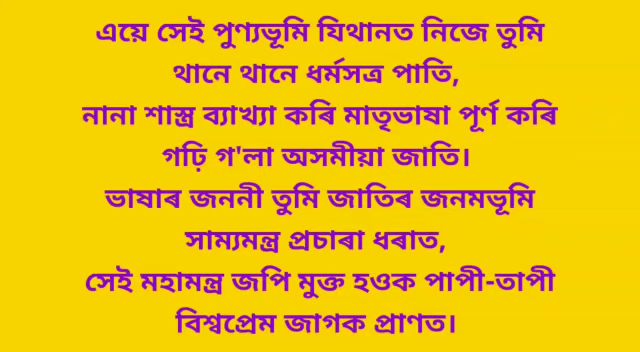 এয়ে সেই পুণ্যভূমি যিথানত নিজে তুমি
থানে থানে ধৰ্মসত্ৰ পাতি,
নানা শাস্ত্ৰ ব্যাখ্যা কৰি মাতৃভাষা পূৰ্ণ কৰি
গঢ়ি গ'লা অসমীয়া জাতি।
ভাষাৰ জননী তুমি জাতিৰ জনমভূমি
সাম্যমন্ত্ৰ প্ৰচাৰা ধৰাত,
সেই মহামন্ত্ৰ জপি মুক্ত হওক পাপী-তাপী
বিশ্বপ্ৰেম জাগক প্ৰাণত।